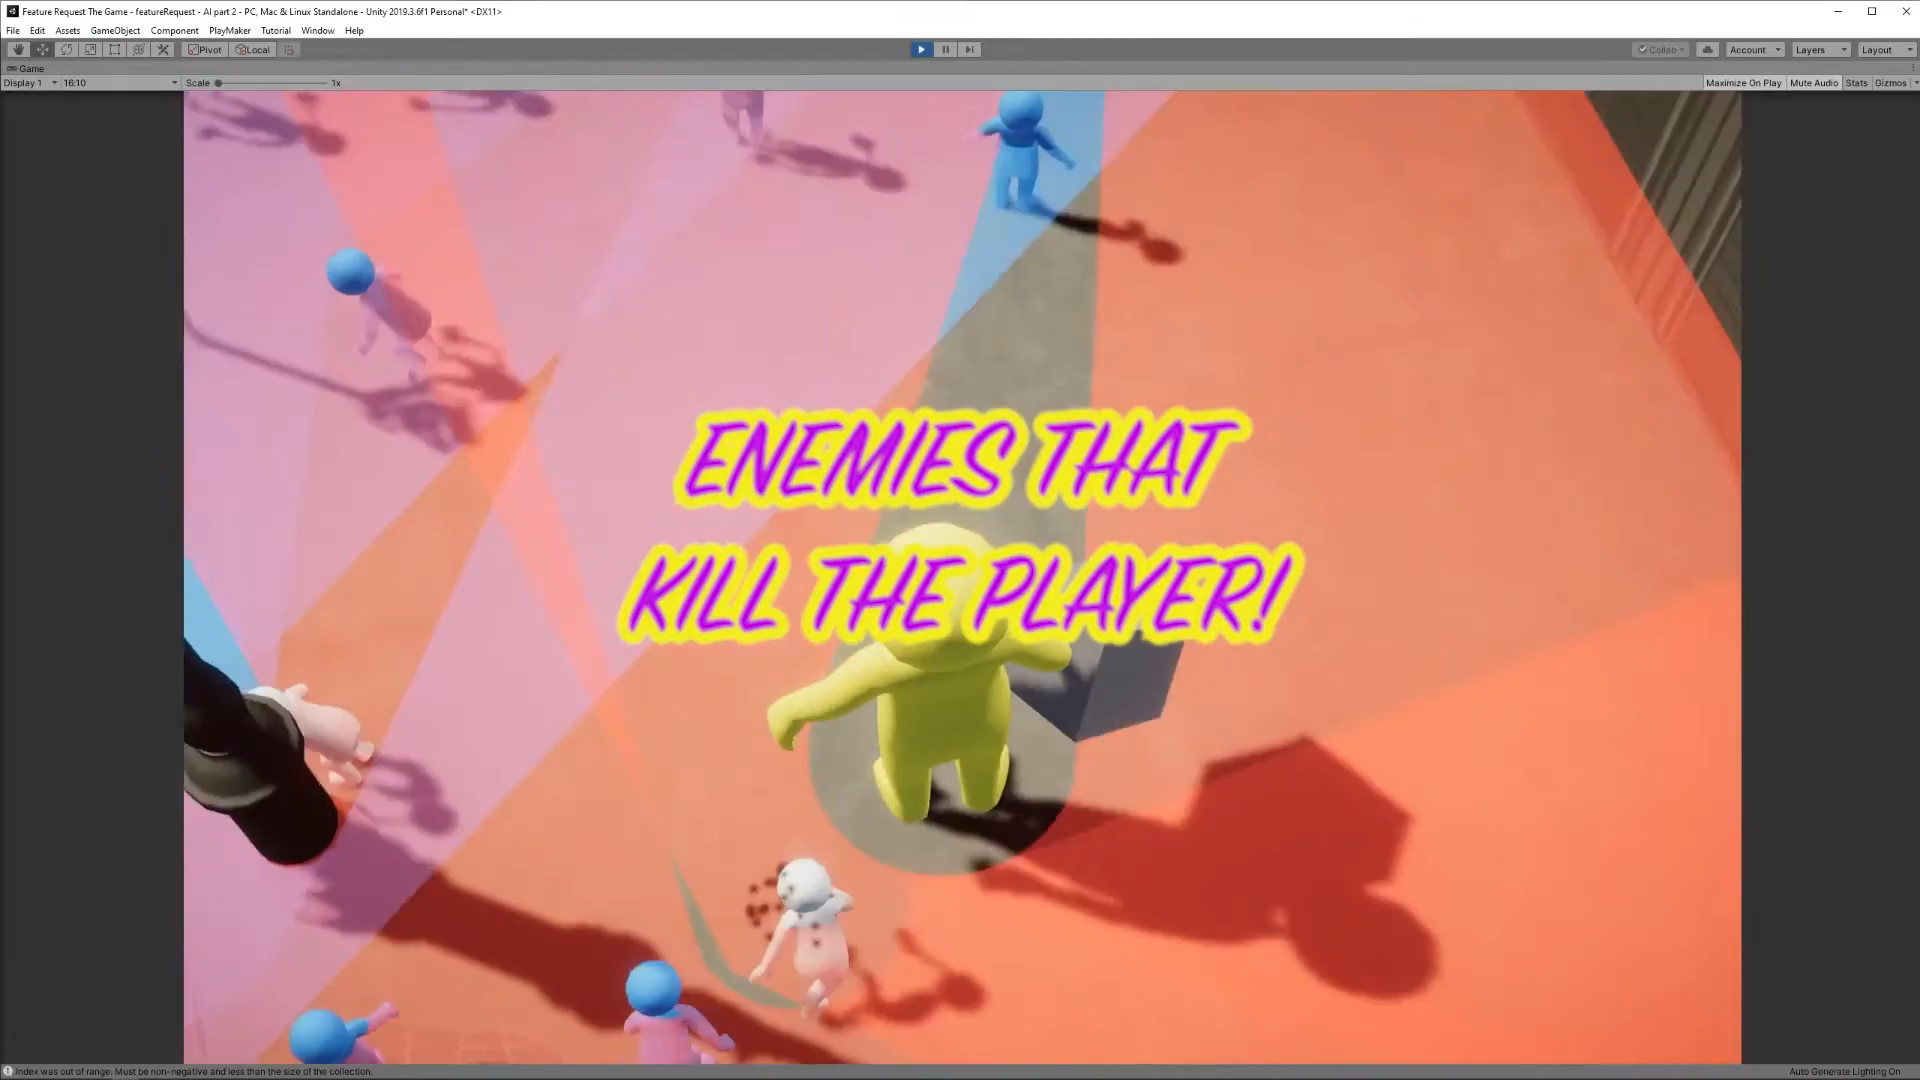 Feature Request The Game - featureRequest - AI part 2 - PC, Mac & Linux Standalone - Unity 2019.3.6f1 Personal* <DX11>
File Edit Assets GameObject Component PlayMaker Tutorial Window Help
Pivot Local Collab Account Layers Layout
Game
Display 1 16:10 Scale 1x Maximize On Play Mute Audio Stats Gizmos
ENEMIES THAT
KILL THE PLAYER!
Index was out of range. Must be non-negative and less than the size of the collection. Auto Generate Lighting On